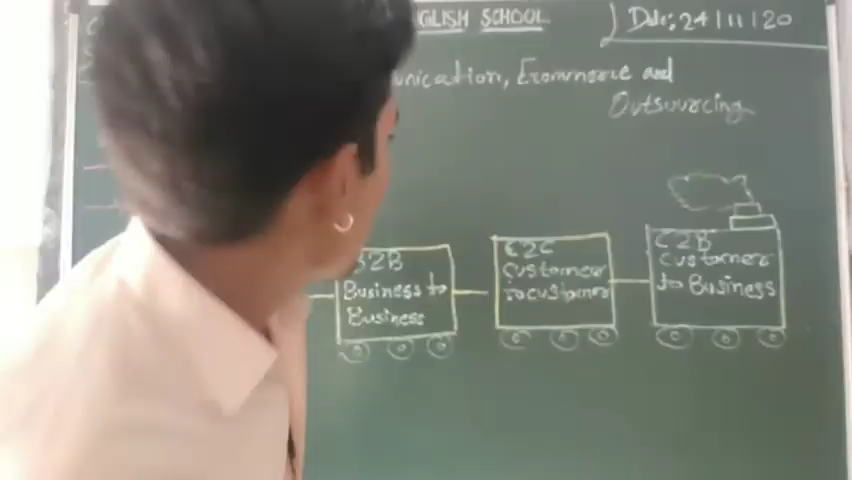 ENGLISH SCHOOL
Date: 24/11/20
unication, Ecommerce and
Outsourcing
B2B
Business to
Business
C2C
customer
to customer
C2B
customer
to Business